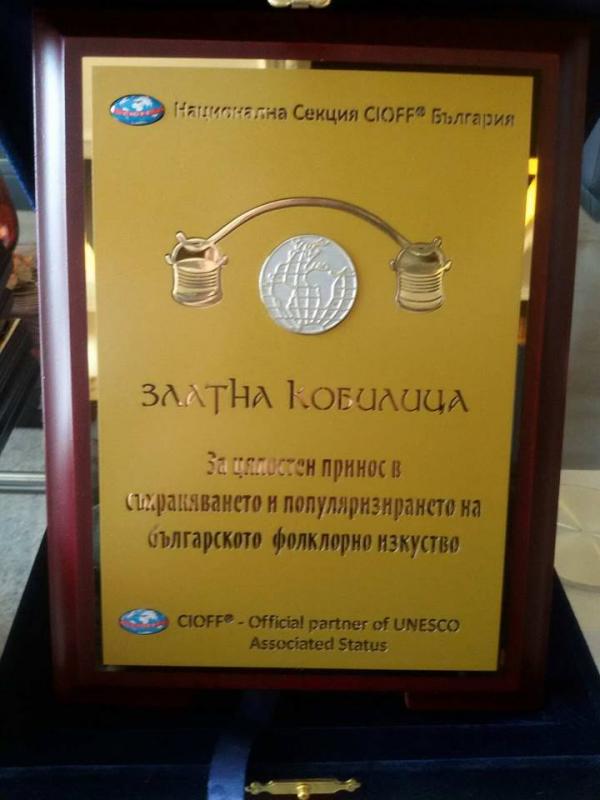 Национална Секция CIOFF® България
ЗЛАТНА КОБИЛИЦА
За цялостен принос в
съхраняването и популяризирането на
българското фолклорно изкуство
CIOFF® - Official partner of UNESCO
Associated Status